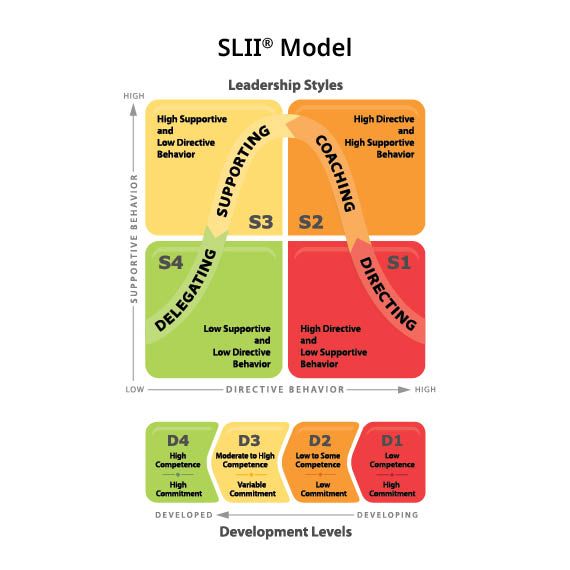 SLII® Model
Leadership Styles
HIGH
High Supportive
and
Low Directive
Behavior
SUPPORTING
S3
High Directive
and
High Supportive
Behavior
COACHING
S2
SUPPORTIVE BEHAVIOR
S4
DELEGATING
Low Supportive
and
Low Directive
Behavior
S1
DIRECTING
High Directive
and
Low Supportive
Behavior
LOW
DIRECTIVE BEHAVIOR
HIGH
D4
High
Competence
High
Commitment
D3
Moderate to High
Competence
Variable
Commitment
D2
Low to Some
Competence
Low
Commitment
D1
Low
Competence
High
Commitment
DEVELOPED
DEVELOPING
Development Levels